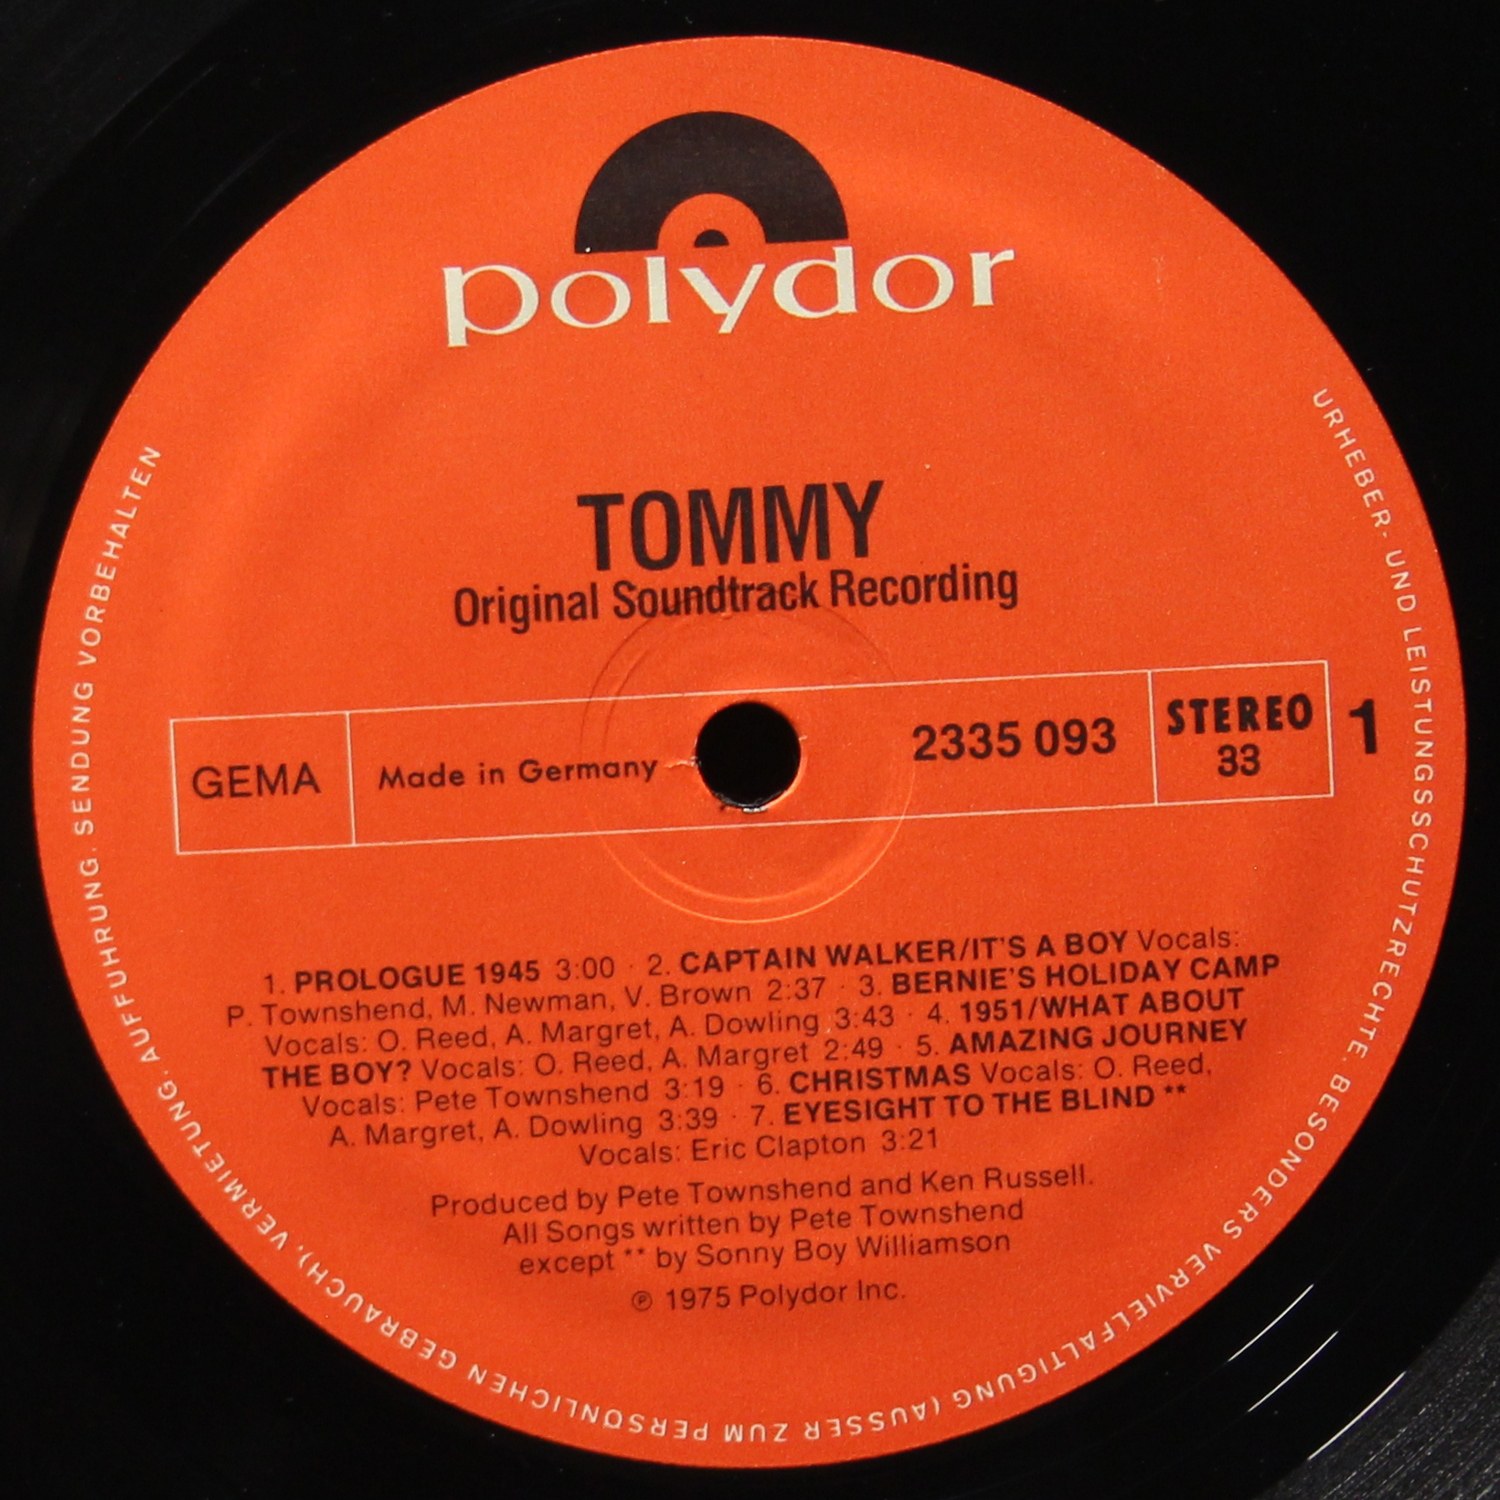 polydor
TOMMY
Original Soundtrack Recording
GEMA
Made in Germany
2335 093
STEREO
33
1
1. PROLOGUE 1945 3:00 · 2. CAPTAIN WALKER/IT'S A BOY Vocals:
P. Townshend, M. Newman, V. Brown 2:37 · 3. BERNIE'S HOLIDAY CAMP
Vocals: O. Reed, A. Margret, A. Dowling 3:43 · 4. 1951/WHAT ABOUT
THE BOY? Vocals: O. Reed, A. Margret 2:49 · 5. AMAZING JOURNEY
Vocals: Pete Townshend 3:19 · 6. CHRISTMAS Vocals: O. Reed,
A. Margret, A. Dowling 3:39 · 7. EYESIGHT TO THE BLIND **
Vocals: Eric Clapton 3:21
Produced by Pete Townshend and Ken Russell.
All Songs written by Pete Townshend
except ** by Sonny Boy Williamson
℗ 1975 Polydor Inc.
URHEBER- UND LEISTUNGSSCHUTZRECHTE, BESONDERS VERVIELFÄLTIGUNG (AUSSER ZUM PERSÖNLICHEN GEBRAUCH), VERMIETUNG, AUFFÜHRUNG, SENDUNG VORBEHALTEN